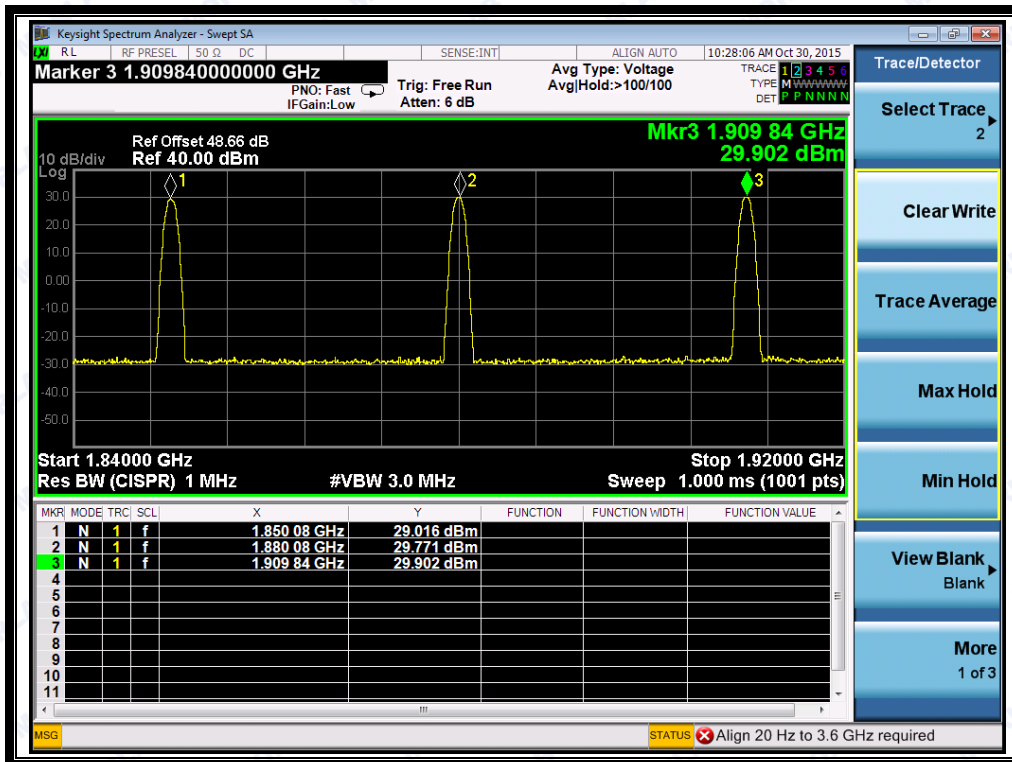 Keysight Spectrum Analyzer - Swept SA
LXI RL RF PRESEL 50 Ω DC SENSE:INT ALIGN AUTO 10:28:06 AM Oct 30, 2015
Marker 3 1.909840000000 GHz
PNO: Fast
IFGain:Low
Trig: Free Run
Atten: 6 dB
Avg Type: Voltage
Avg|Hold:>100/100
TRACE 1 2 3 4 5 6
TYPE M W W W W W
DET P P N N N N
Trace/Detector
Mkr3 1.909 84 GHz
29.902 dBm
Ref Offset 48.66 dB
10 dB/div Ref 40.00 dBm
Log
1 2 3
30.0
20.0
10.0
0.00
-10.0
-20.0
-30.0
-40.0
-50.0
Start 1.84000 GHz Stop 1.92000 GHz
Res BW (CISPR) 1 MHz #VBW 3.0 MHz Sweep 1.000 ms (1001 pts)
MKR MODE TRC SCL X Y FUNCTION FUNCTION WIDTH FUNCTION VALUE
1 N 1 f 1.850 08 GHz 29.016 dBm
2 N 1 f 1.880 08 GHz 29.771 dBm
3 N 1 f 1.909 84 GHz 29.902 dBm
4
5
6
7
8
9
10
11
Select Trace
2
Clear Write
Trace Average
Max Hold
Min Hold
View Blank
Blank
More
1 of 3
MSG STATUS Align 20 Hz to 3.6 GHz required